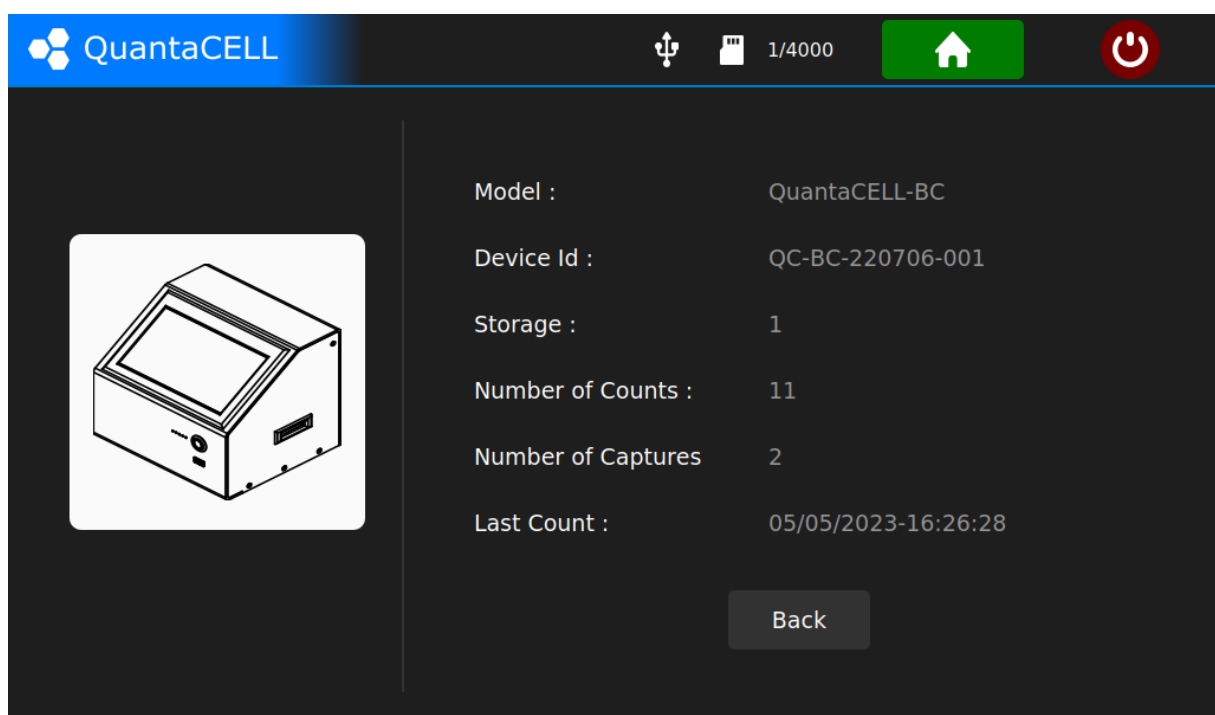 QuantaCELL
1/4000
Model : QuantaCELL-BC
Device Id : QC-BC-220706-001
Storage : 1
Number of Counts : 11
Number of Captures 2
Last Count : 05/05/2023-16:26:28
Back